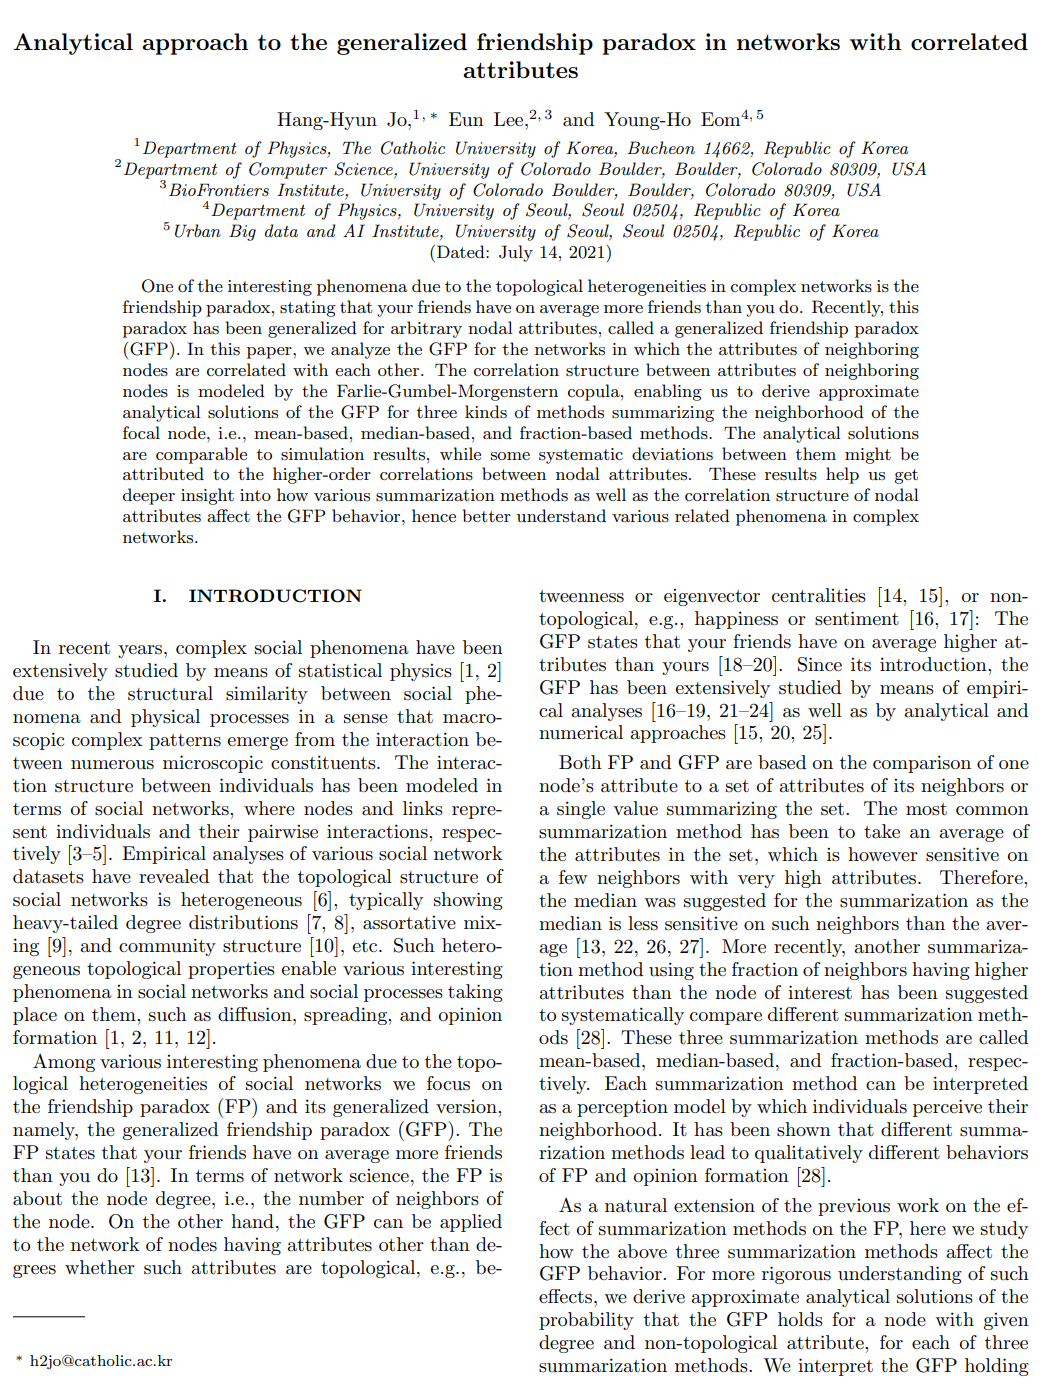 Analytical approach to the generalized friendship paradox in networks with correlated
attributes
Hang-Hyun Jo,1, * Eun Lee,2, 3 and Young-Ho Eom4, 5
1Department of Physics, The Catholic University of Korea, Bucheon 14662, Republic of Korea
2Department of Computer Science, University of Colorado Boulder, Boulder, Colorado 80309, USA
3BioFrontiers Institute, University of Colorado Boulder, Boulder, Colorado 80309, USA
4Department of Physics, University of Seoul, Seoul 02504, Republic of Korea
5Urban Big data and AI Institute, University of Seoul, Seoul 02504, Republic of Korea
(Dated: July 14, 2021)
One of the interesting phenomena due to the topological heterogeneities in complex networks is the
friendship paradox, stating that your friends have on average more friends than you do. Recently, this
paradox has been generalized for arbitrary nodal attributes, called a generalized friendship paradox
(GFP). In this paper, we analyze the GFP for the networks in which the attributes of neighboring
nodes are correlated with each other. The correlation structure between attributes of neighboring
nodes is modeled by the Farlie-Gumbel-Morgenstern copula, enabling us to derive approximate
analytical solutions of the GFP for three kinds of methods summarizing the neighborhood of the
focal node, i.e., mean-based, median-based, and fraction-based methods. The analytical solutions
are comparable to simulation results, while some systematic deviations between them might be
attributed to the higher-order correlations between nodal attributes. These results help us get
deeper insight into how various summarization methods as well as the correlation structure of nodal
attributes affect the GFP behavior, hence better understand various related phenomena in complex
networks.
I. INTRODUCTION
In recent years, complex social phenomena have been
extensively studied by means of statistical physics [1, 2]
due to the structural similarity between social phe-
nomena and physical processes in a sense that macro-
scopic complex patterns emerge from the interaction be-
tween numerous microscopic constituents. The interac-
tion structure between individuals has been modeled in
terms of social networks, where nodes and links repre-
sent individuals and their pairwise interactions, respec-
tively [3–5]. Empirical analyses of various social network
datasets have revealed that the topological structure of
social networks is heterogeneous [6], typically showing
heavy-tailed degree distributions [7, 8], assortative mix-
ing [9], and community structure [10], etc. Such hetero-
geneous topological properties enable various interesting
phenomena in social networks and social processes taking
place on them, such as diffusion, spreading, and opinion
formation [1, 2, 11, 12].
Among various interesting phenomena due to the topo-
logical heterogeneities of social networks we focus on
the friendship paradox (FP) and its generalized version,
namely, the generalized friendship paradox (GFP). The
FP states that your friends have on average more friends
than you do [13]. In terms of network science, the FP is
about the node degree, i.e., the number of neighbors of
the node. On the other hand, the GFP can be applied
to the network of nodes having attributes other than de-
grees whether such attributes are topological, e.g., be-
* h2jo@catholic.ac.kr
tweenness or eigenvector centralities [14, 15], or non-
topological, e.g., happiness or sentiment [16, 17]: The
GFP states that your friends have on average higher at-
tributes than yours [18–20]. Since its introduction, the
GFP has been extensively studied by means of empiri-
cal analyses [16–19, 21–24] as well as by analytical and
numerical approaches [15, 20, 25].
Both FP and GFP are based on the comparison of one
node's attribute to a set of attributes of its neighbors or
a single value summarizing the set. The most common
summarization method has been to take an average of
the attributes in the set, which is however sensitive on
a few neighbors with very high attributes. Therefore,
the median was suggested for the summarization as the
median is less sensitive on such neighbors than the aver-
age [13, 22, 26, 27]. More recently, another summariza-
tion method using the fraction of neighbors having higher
attributes than the node of interest has been suggested
to systematically compare different summarization meth-
ods [28]. These three summarization methods are called
mean-based, median-based, and fraction-based, respec-
tively. Each summarization method can be interpreted
as a perception model by which individuals perceive their
neighborhood. It has been shown that different summa-
rization methods lead to qualitatively different behaviors
of FP and opinion formation [28].
As a natural extension of the previous work on the ef-
fect of summarization methods on the FP, here we study
how the above three summarization methods affect the
GFP behavior. For more rigorous understanding of such
effects, we derive approximate analytical solutions of the
probability that the GFP holds for a node with given
degree and non-topological attribute, for each of three
summarization methods. We interpret the GFP holding